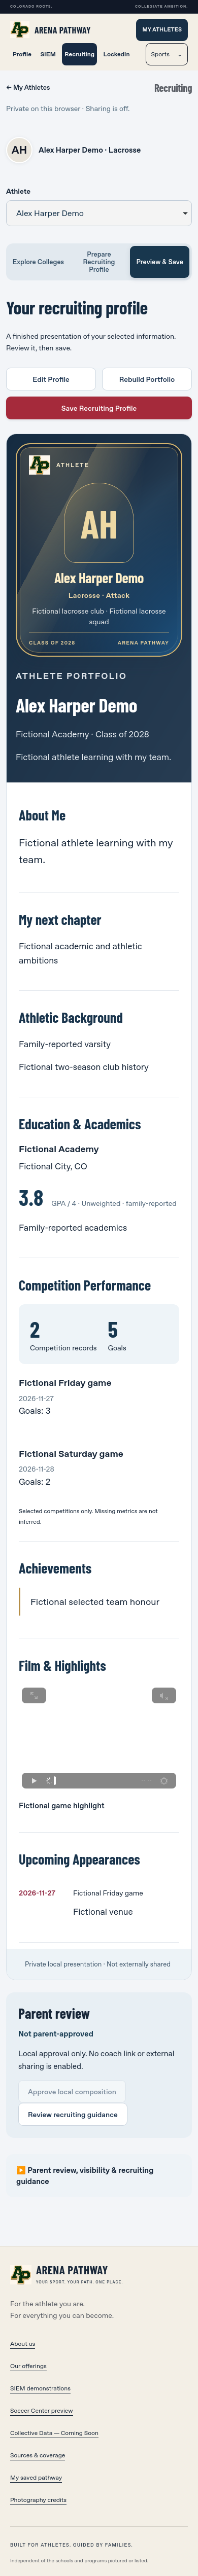 COLORADO ROOTS.
COLLEGIATE AMBITION.
AP
ARENA PATHWAY
MY ATHLETES
Profile
SIEM
Recruiting
LockedIn
Sports
← My Athletes
Recruiting
Private on this browser · Sharing is off.
AH
Alex Harper Demo · Lacrosse
Athlete
Alex Harper Demo
Explore Colleges
Prepare
Recruiting
Profile
Preview & Save
Your recruiting profile
A finished presentation of your selected information.
Review it, then save.
Edit Profile
Rebuild Portfolio
Save Recruiting Profile
AP
ATHLETE
AH
Alex Harper Demo
Lacrosse · Attack
Fictional lacrosse club · Fictional lacrosse
squad
CLASS OF 2028
ARENA PATHWAY
ATHLETE PORTFOLIO
Alex Harper Demo
Fictional Academy · Class of 2028
Fictional athlete learning with my team.
About Me
Fictional athlete learning with my
team.
My next chapter
Fictional academic and athletic
ambitions
Athletic Background
Family-reported varsity
Fictional two-season club history
Education & Academics
Fictional Academy
Fictional City, CO
3.8
GPA / 4 · Unweighted · family-reported
Family-reported academics
Competition Performance
2
Competition records
5
Goals
Fictional Friday game
2026-11-27
Goals: 3
Fictional Saturday game
2026-11-28
Goals: 2
Selected competitions only. Missing metrics are not
inferred.
Achievements
Fictional selected team honour
Film & Highlights
Fictional game highlight
Upcoming Appearances
2026-11-27
Fictional Friday game
Fictional venue
Private local presentation · Not externally shared
Parent review
Not parent-approved
Local approval only. No coach link or external
sharing is enabled.
Approve local composition
Review recruiting guidance
Parent review, visibility & recruiting
guidance
AP
ARENA PATHWAY
YOUR SPORT. YOUR PATH. ONE PLACE.
For the athlete you are.
For everything you can become.
About us
Our offerings
SIEM demonstrations
Soccer Center preview
Collective Data — Coming Soon
Sources & coverage
My saved pathway
Photography credits
BUILT FOR ATHLETES. GUIDED BY FAMILIES.
Independent of the schools and programs pictured or listed.